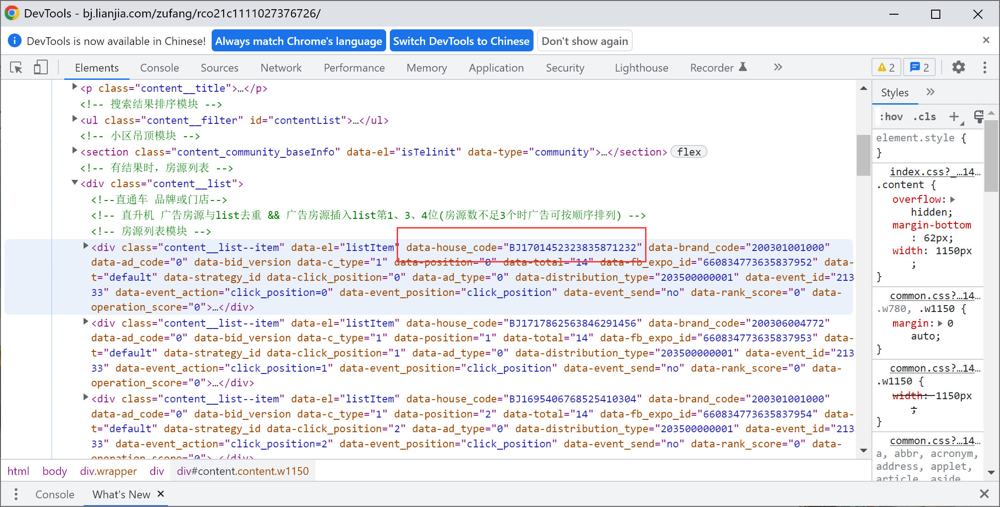 DevTools - bj.lianjia.com/zufang/rco21c1111027376726/
DevTools is now available in Chinese! Always match Chrome's language Switch DevTools to Chinese Don't show again
Elements Console Sources Network Performance Memory Application Security Lighthouse Recorder 2 2
<p class="content__title">…</p>
<!-- 搜索结果排序模块 -->
<ul class="content__filter" id="contentList">…</ul>
<!-- 小区吊顶模块 -->
<section class="content_community_baseInfo" data-el="isTelinit" data-type="community">…</section> flex
<!-- 有结果时，房源列表 -->
<div class="content__list">
<!--直通车 品牌或门店-->
<!-- 直升机 广告房源与list去重 && 广告房源插入list第1、3、4位(房源数不足3个时广告可按顺序排列) -->
<!-- 房源列表模块 -->
<div class="content__list--item" data-el="listItem" data-house_code="BJ1701452323835871232" data-brand_code="200301001000"
data-ad_code="0" data-bid_version data-c_type="1" data-position="0" data-total="14" data-fb_expo_id="660834773635837952" data-
t="default" data-strategy_id data-click_position="0" data-ad_type="0" data-distribution_type="203500000001" data-event_id="213
33" data-event_action="click_position=0" data-event_position="click_position" data-event_send="no" data-rank_score="0" data-
operation_score="0">…</div>
<div class="content__list--item" data-el="listItem" data-house_code="BJ1717862563846291456" data-brand_code="200306004772"
data-ad_code="0" data-bid_version data-c_type="1" data-position="1" data-total="14" data-fb_expo_id="660834773635837953" data-
t="default" data-strategy_id data-click_position="1" data-ad_type="0" data-distribution_type="203500000001" data-event_id="213
33" data-event_action="click_position=1" data-event_position="click_position" data-event_send="no" data-rank_score="0" data-
operation_score="0">…</div>
<div class="content__list--item" data-el="listItem" data-house_code="BJ1695406768525410304" data-brand_code="200301001000"
data-ad_code="0" data-bid_version data-c_type="1" data-position="2" data-total="14" data-fb_expo_id="660834773635837954" data-
t="default" data-strategy_id data-click_position="2" data-ad_type="0" data-distribution_type="203500000001" data-event_id="213
33" data-event_action="click_position=2" data-event_position="click_position" data-event_send="no" data-rank_score="0" data-
operation_score="0">…</div>
html body div.wrapper div div#content.content.w1150
Styles
:hov .cls
element.style {
}
index.css?_…14…
.content {
overflow:
hidden;
margin-bottom
: 62px;
width: 1150px
;
}
common.css?…14…
.w780, .w1150 {
margin: 0
auto;
}
common.css?…14…
.w1150 {
width: 1150px
;
}
common.css?…14…
a, abbr, acronym,
address, applet,
article, aside,
Console What's New